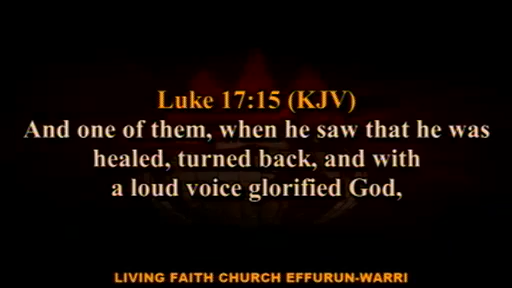 Luke 17:15 (KJV)
And one of them, when he saw that he was
healed, turned back, and with
a loud voice glorified God,
LIVING FAITH CHURCH EFFURUN-WARRI